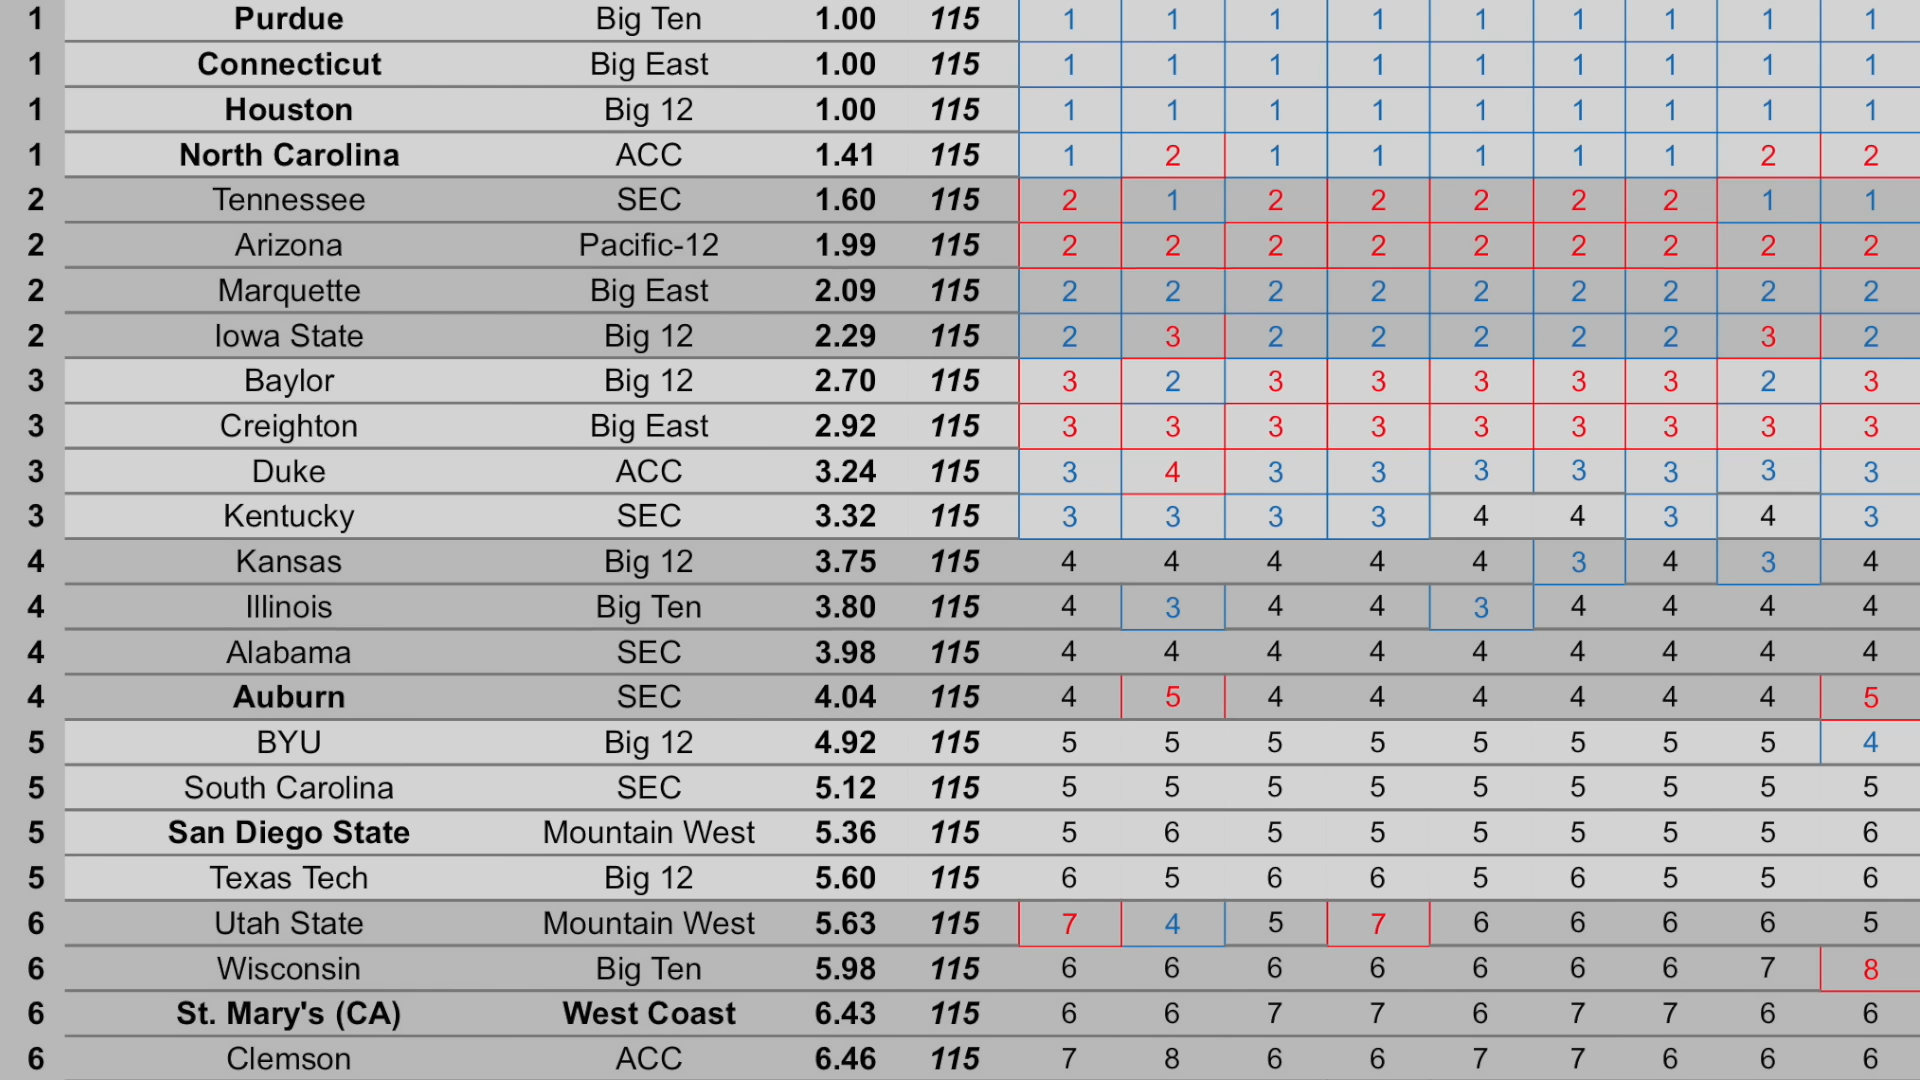 1 Purdue Big Ten 1.00 115 1 1 1 1 1 1 1 1 1
1 Connecticut Big East 1.00 115 1 1 1 1 1 1 1 1 1
1 Houston Big 12 1.00 115 1 1 1 1 1 1 1 1 1
1 North Carolina ACC 1.41 115 1 2 1 1 1 1 1 2 2
2 Tennessee SEC 1.60 115 2 1 2 2 2 2 2 1 1
2 Arizona Pacific-12 1.99 115 2 2 2 2 2 2 2 2 2
2 Marquette Big East 2.09 115 2 2 2 2 2 2 2 2 2
2 Iowa State Big 12 2.29 115 2 3 2 2 2 2 2 3 2
3 Baylor Big 12 2.70 115 3 2 3 3 3 3 3 2 3
3 Creighton Big East 2.92 115 3 3 3 3 3 3 3 3 3
3 Duke ACC 3.24 115 3 4 3 3 3 3 3 3 3
3 Kentucky SEC 3.32 115 3 3 3 3 4 4 3 4 3
4 Kansas Big 12 3.75 115 4 4 4 4 4 3 4 3 4
4 Illinois Big Ten 3.80 115 4 3 4 4 3 4 4 4 4
4 Alabama SEC 3.98 115 4 4 4 4 4 4 4 4 4
4 Auburn SEC 4.04 115 4 5 4 4 4 4 4 4 5
5 BYU Big 12 4.92 115 5 5 5 5 5 5 5 5 4
5 South Carolina SEC 5.12 115 5 5 5 5 5 5 5 5 5
5 San Diego State Mountain West 5.36 115 5 6 5 5 5 5 5 5 6
5 Texas Tech Big 12 5.60 115 6 5 6 6 5 6 5 5 6
6 Utah State Mountain West 5.63 115 7 4 5 7 6 6 6 6 5
6 Wisconsin Big Ten 5.98 115 6 6 6 6 6 6 6 7 8
6 St. Mary's (CA) West Coast 6.43 115 6 6 7 7 6 7 7 6 6
6 Clemson ACC 6.46 115 7 8 6 6 7 7 6 6 6